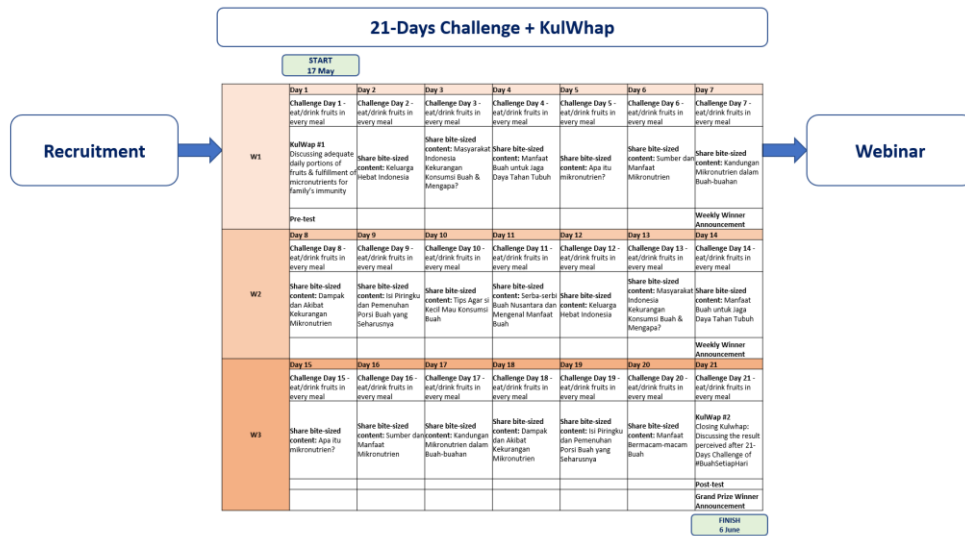 21-Days Challenge + KulWhap
START
17 May
Recruitment
Webinar
W1
Day 1
Day 2
Day 3
Day 4
Day 5
Day 6
Day 7
Challenge Day 1 -
eat/drink fruits in
every meal
Challenge Day 2 -
eat/drink fruits in
every meal
Challenge Day 3 -
eat/drink fruits in
every meal
Challenge Day 4 -
eat/drink fruits in
every meal
Challenge Day 5 -
eat/drink fruits in
every meal
Challenge Day 6 -
eat/drink fruits in
every meal
Challenge Day 7 -
eat/drink fruits in
every meal
KulWap #1
Discussing adequate
daily portions of
fruits & fulfillment of
micronutrients for
family's immunity
Share bite-sized
content: Keluarga
Hebat Indonesia
Share bite-sized
content: Masyarakat
Indonesia
Kekurangan
Konsumsi Buah &
Mengapa?
Share bite-sized
content: Manfaat
Buah untuk Jaga
Daya Tahan Tubuh
Share bite-sized
content: Apa itu
mikronutrien?
Share bite-sized
content: Sumber dan
Manfaat
Mikronutrien
Share bite-sized
content: Kandungan
Mikronutrien dalam
Buah-buahan
Pre-test
Weekly Winner
Announcement
W2
Day 8
Day 9
Day 10
Day 11
Day 12
Day 13
Day 14
Challenge Day 8 -
eat/drink fruits in
every meal
Challenge Day 9 -
eat/drink fruits in
every meal
Challenge Day 10 -
eat/drink fruits in
every meal
Challenge Day 11 -
eat/drink fruits in
every meal
Challenge Day 12 -
eat/drink fruits in
every meal
Challenge Day 13 -
eat/drink fruits in
every meal
Challenge Day 14 -
eat/drink fruits in
every meal
Share bite-sized
content: Dampak
dan Akibat
Kekurangan
Mikronutrien
Share bite-sized
content: Isi Piringku
dan Pemenuhan
Porsi Buah yang
Seharusnya
Share bite-sized
content: Tips Agar si
Kecil Mau Konsumsi
Buah
Share bite-sized
content: Serba-serbi
Buah Nusantara dan
Mengenal Manfaat
Buah
Share bite-sized
content: Keluarga
Hebat Indonesia
Share bite-sized
content: Masyarakat
Indonesia
Kekurangan
Konsumsi Buah &
Mengapa?
Share bite-sized
content: Manfaat
Buah untuk Jaga
Daya Tahan Tubuh
Weekly Winner
Announcement
W3
Day 15
Day 16
Day 17
Day 18
Day 19
Day 20
Day 21
Challenge Day 15 -
eat/drink fruits in
every meal
Challenge Day 16 -
eat/drink fruits in
every meal
Challenge Day 17 -
eat/drink fruits in
every meal
Challenge Day 18 -
eat/drink fruits in
every meal
Challenge Day 19 -
eat/drink fruits in
every meal
Challenge Day 20 -
eat/drink fruits in
every meal
Challenge Day 21 -
eat/drink fruits in
every meal
Share bite-sized
content: Apa itu
mikronutrien?
Share bite-sized
content: Sumber dan
Manfaat
Mikronutrien
Share bite-sized
content: Kandungan
Mikronutrien dalam
Buah-buahan
Share bite-sized
content: Dampak
dan Akibat
Kekurangan
Mikronutrien
Share bite-sized
content: Isi Piringku
dan Pemenuhan
Porsi Buah yang
Seharusnya
Share bite-sized
content: Manfaat
Bermacam-macam
Buah
KulWap #2
Closing Kulwhap:
Discussing the result
perceived after 21-
Days Challenge of
#BuahSetiapHari
Post-test
Grand Prize Winner
Announcement
FINISH
6 June